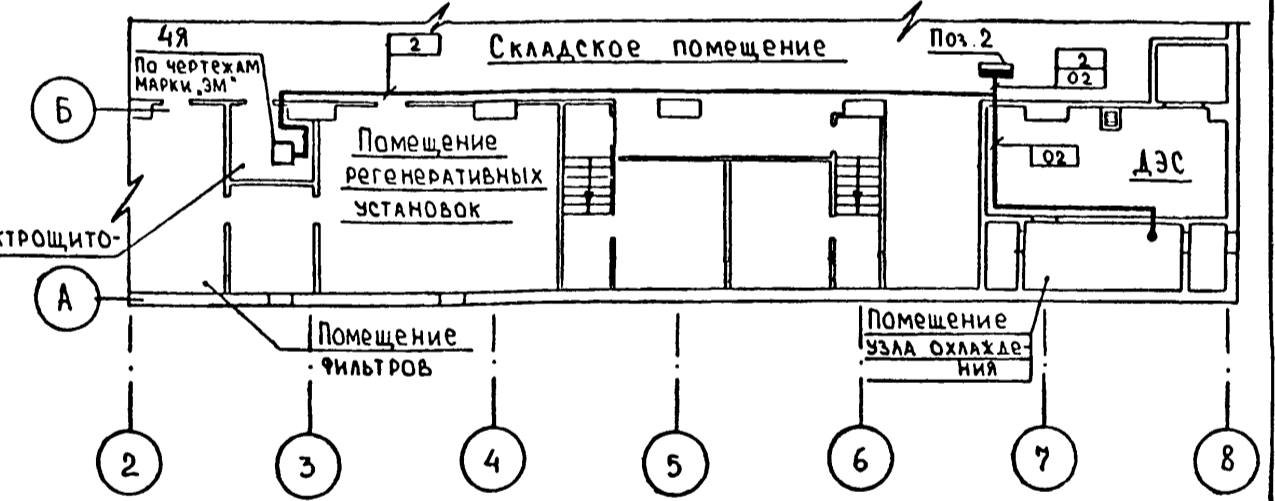 4Я
По чертежам
марки "ЭМ"
2
Складское помещение
Поз. 2
2
02
Б
Помещение
регенеративных
установок
02
ДЭС
ктрощито-
А
Помещение
фильтров
Помещение
узла охлажде-
ния
2
3
4
5
6
7
8